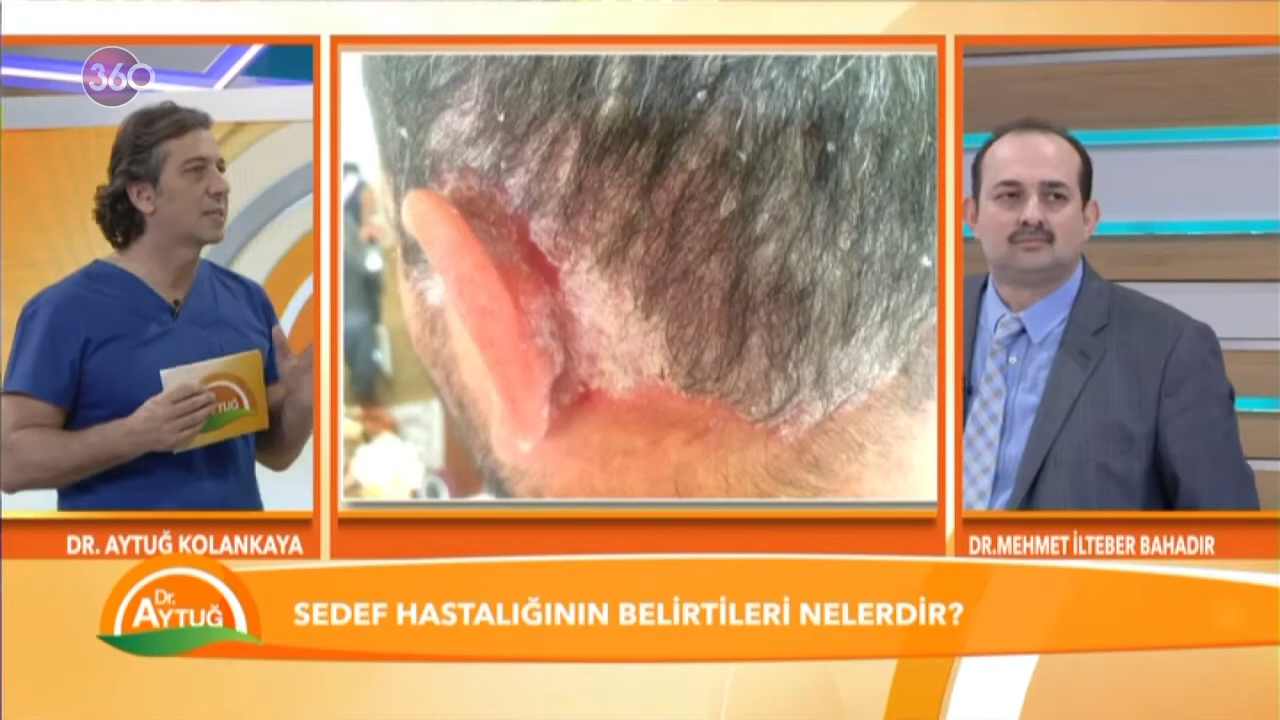 360
DR. AYTUĞ KOLANKAYA
DR.MEHMET İLTEBER BAHADIR
Dr.
AYTUĞ
SEDEF HASTALIĞININ BELİRTİLERİ NELERDİR?